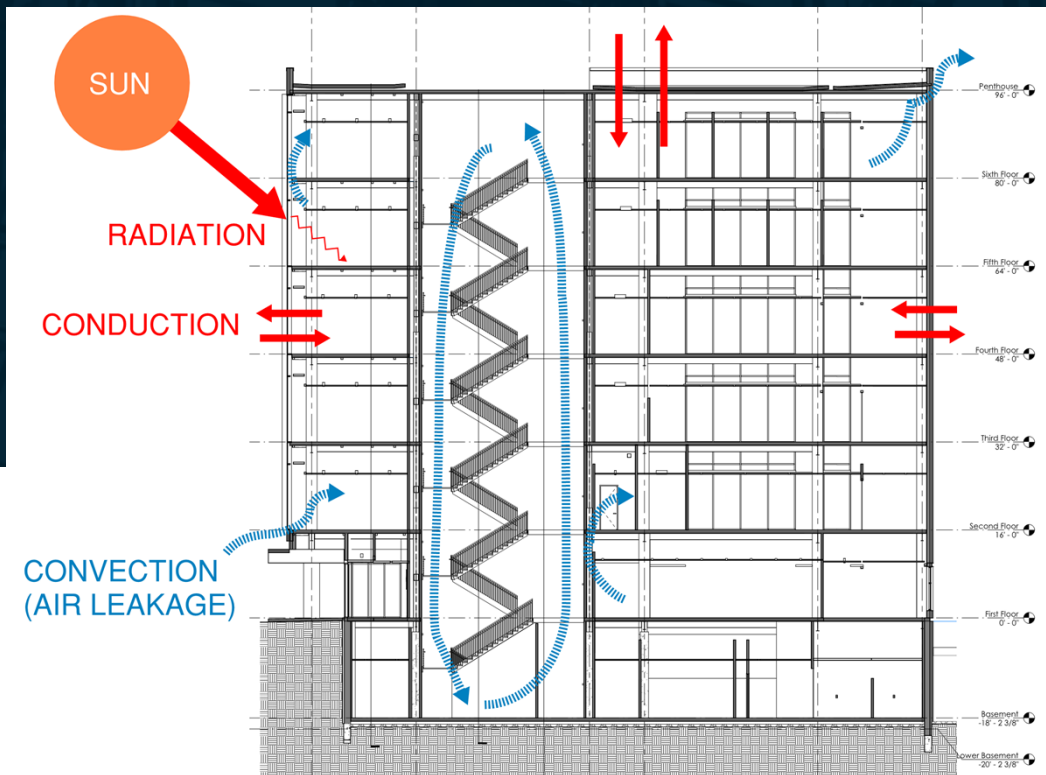 SUN
RADIATION
CONDUCTION
CONVECTION
(AIR LEAKAGE)
Penthouse
96' - 0"
Sixth Floor
80' - 0"
Fifth Floor
64' - 0"
Fourth Floor
48' - 0"
Third Floor
32' - 0"
Second Floor
16' - 0"
First Floor
0' - 0"
Basement
-18' - 2 3/8"
Lower Basement
-20' - 2 3/8"